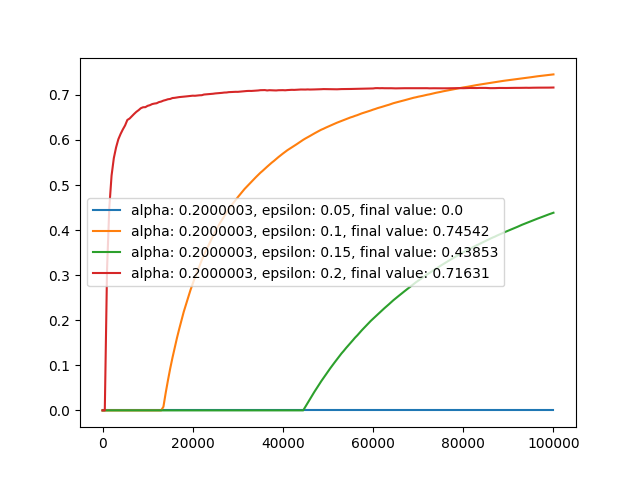 0.7
0.6
0.5
0.4
0.3
0.2
0.1
0.0
alpha: 0.2000003, epsilon: 0.05, final value: 0.0
alpha: 0.2000003, epsilon: 0.1, final value: 0.74542
alpha: 0.2000003, epsilon: 0.15, final value: 0.43853
alpha: 0.2000003, epsilon: 0.2, final value: 0.71631
0 20000 40000 60000 80000 100000